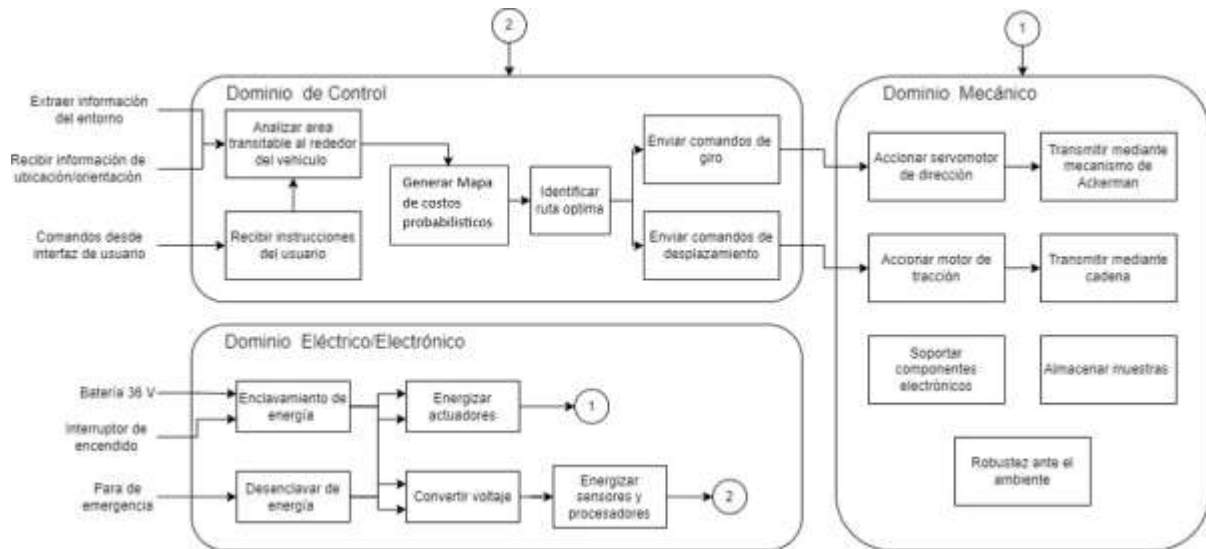 2
1
Dominio de Control
Dominio Mecánico
Extraer información
del entorno
Recibir información de
ubicación/orientación
Comandos desde
interfaz de usuario
Analizar area
transitable al rededor
del vehículo
Recibir instrucciones
del usuario
Generar Mapa
de costos
probabilísticos
Identificar
ruta optima
Enviar comandos de
giro
Enviar comandos de
desplazamiento
Accionar servomotor
de dirección
Transmitir mediante
mecanismo de
Ackerman
Accionar motor de
tracción
Transmitir mediante
cadena
Soportar
componentes
electrónicos
Almacenar muestras
Robustez ante el
ambiente
Dominio Eléctrico/Electrónico
Batería 36 V
Interruptor de
encendido
Para de
emergencia
Enclavamiento de
energía
Energizar
actuadores
1
Desenclavar de
energía
Convertir voltaje
Energizar
sensores y
procesadores
2